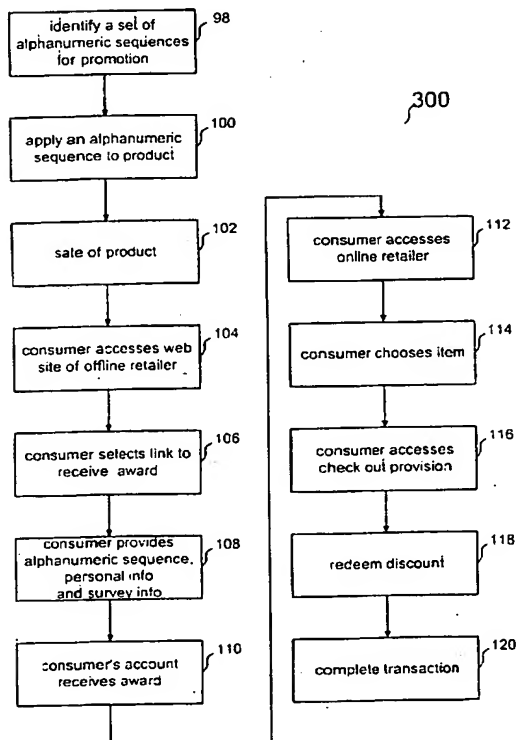 identify a set of
alphanumeric sequences
for promotion
98
apply an alphanumeric
sequence to product
100
sale of product
102
consumer accesses web
site of offline retailer
104
consumer selects link to
receive award
106
consumer provides
alphanumeric sequence,
personal info
and survey info
108
consumer's account
receives award
110
300
consumer accesses
online retailer
112
consumer chooses item
114
consumer accesses
check out provision
116
redeem discount
118
complete transaction
120